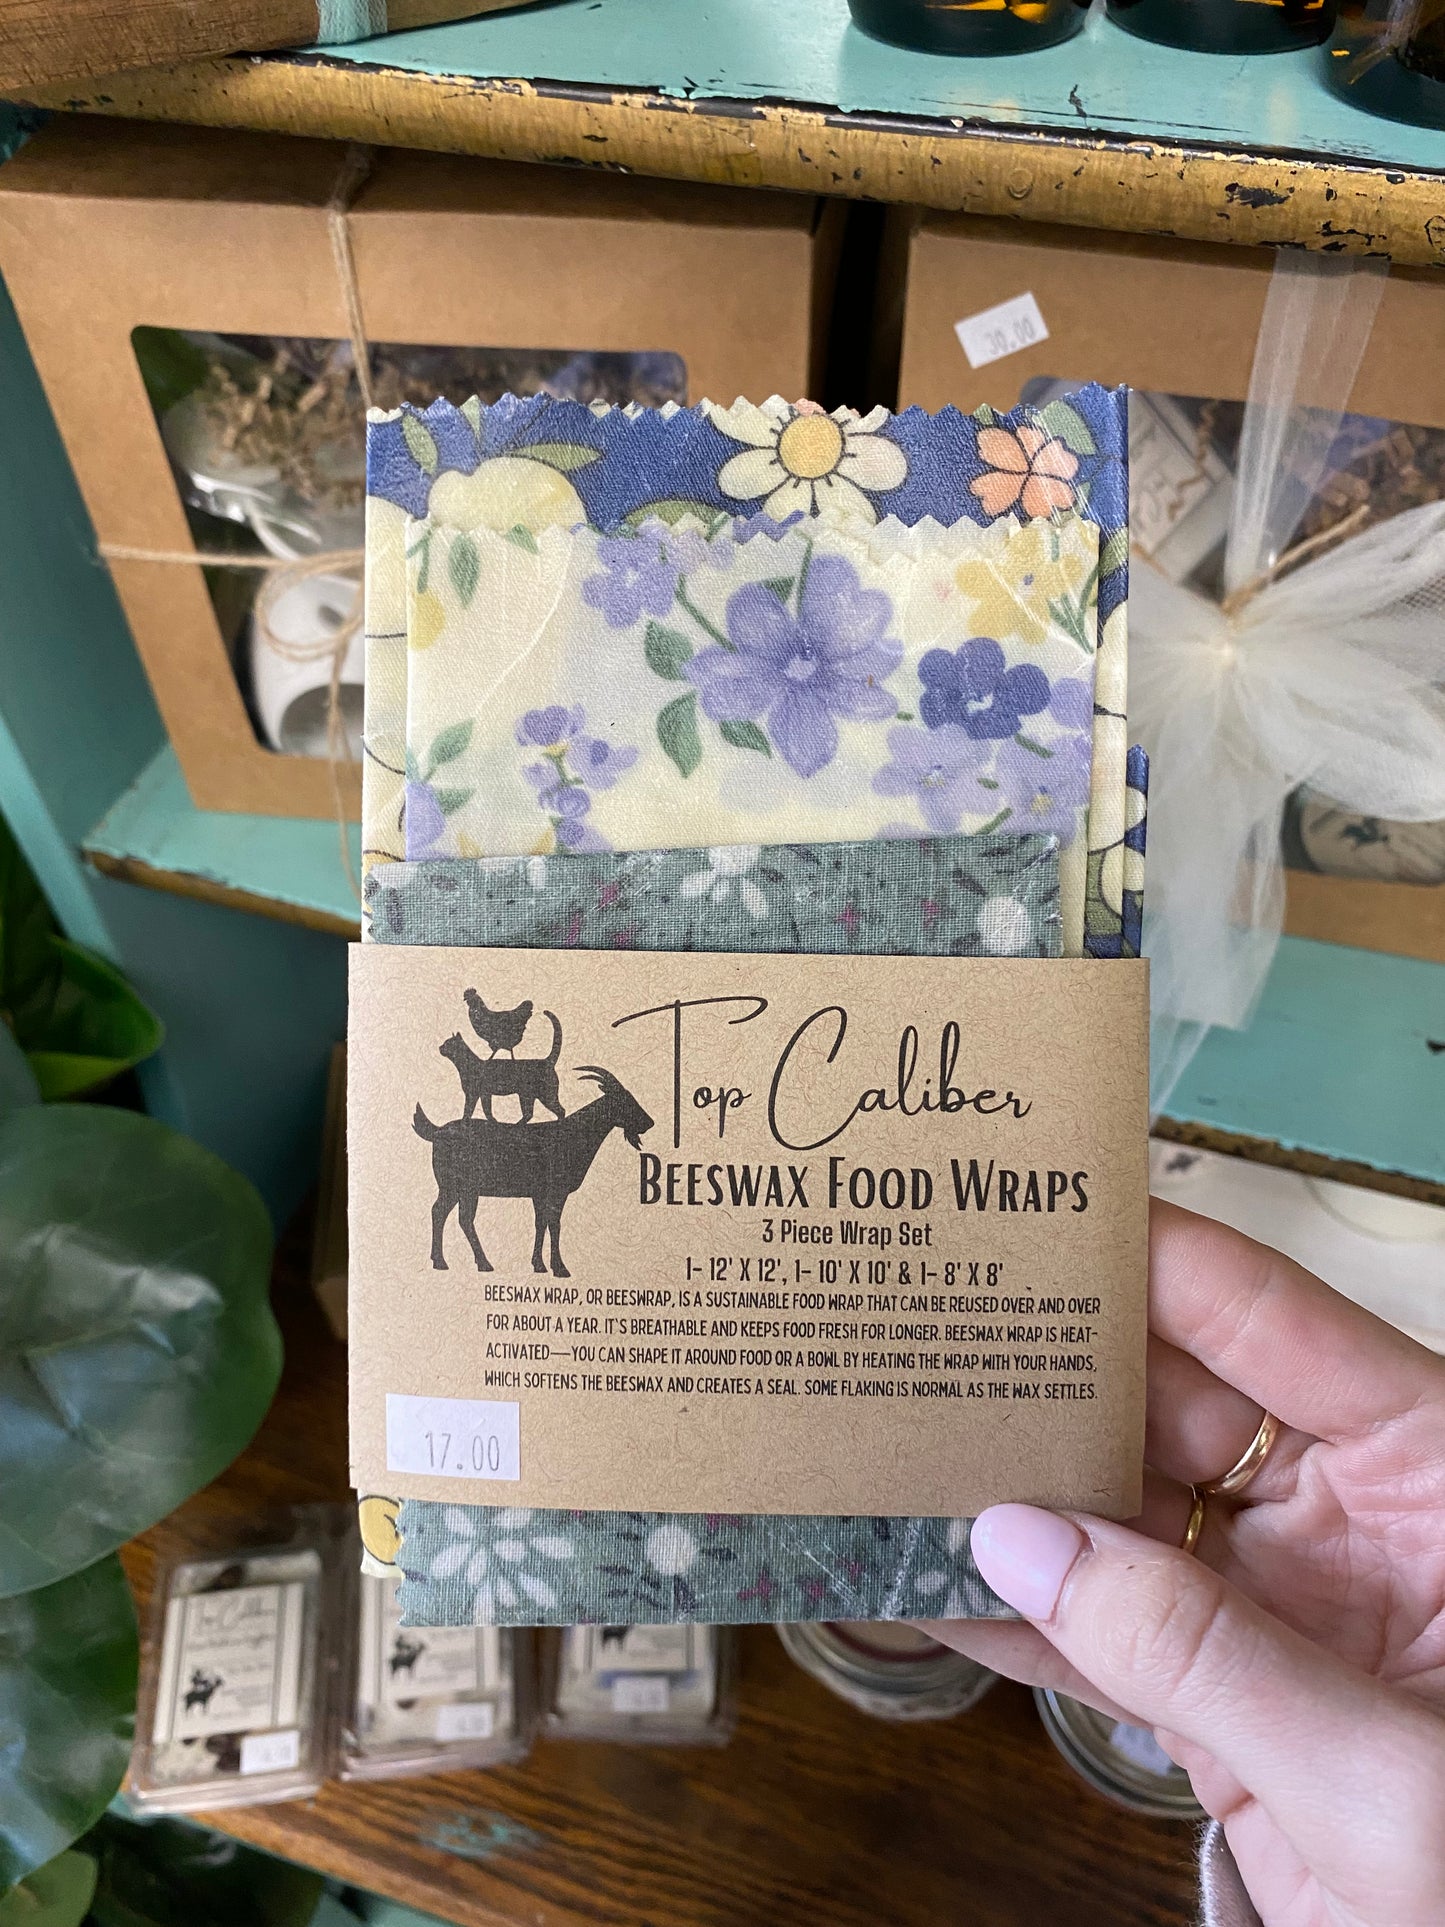 30.00
Top Caliber
BEESWAX FOOD WRAPS
3 Piece Wrap Set
1- 12' X 12', 1- 10' X 10' & 1- 8' X 8'
BEESWAX WRAP, OR BEESWRAP, IS A SUSTAINABLE FOOD WRAP THAT CAN BE REUSED OVER AND OVER
FOR ABOUT A YEAR. IT`S BREATHABLE AND KEEPS FOOD FRESH FOR LONGER. BEESWAX WRAP IS HEAT-
ACTIVATED—YOU CAN SHAPE IT AROUND FOOD OR A BOWL BY HEATING THE WRAP WITH YOUR HANDS,
WHICH SOFTENS THE BEESWAX AND CREATES A SEAL. SOME FLAKING IS NORMAL AS THE WAX SETTLES.
17.00
Top Caliber